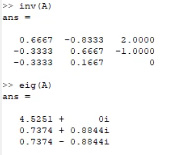 >> inv(A)
ans =
0.6667 -0.8333 2.0000
-0.3333 0.6667 -1.0000
-0.3333 0.1667 0
>> eig(A)
ans =
4.5251 + 0i
0.7374 + 0.8844i
0.7374 - 0.8844i